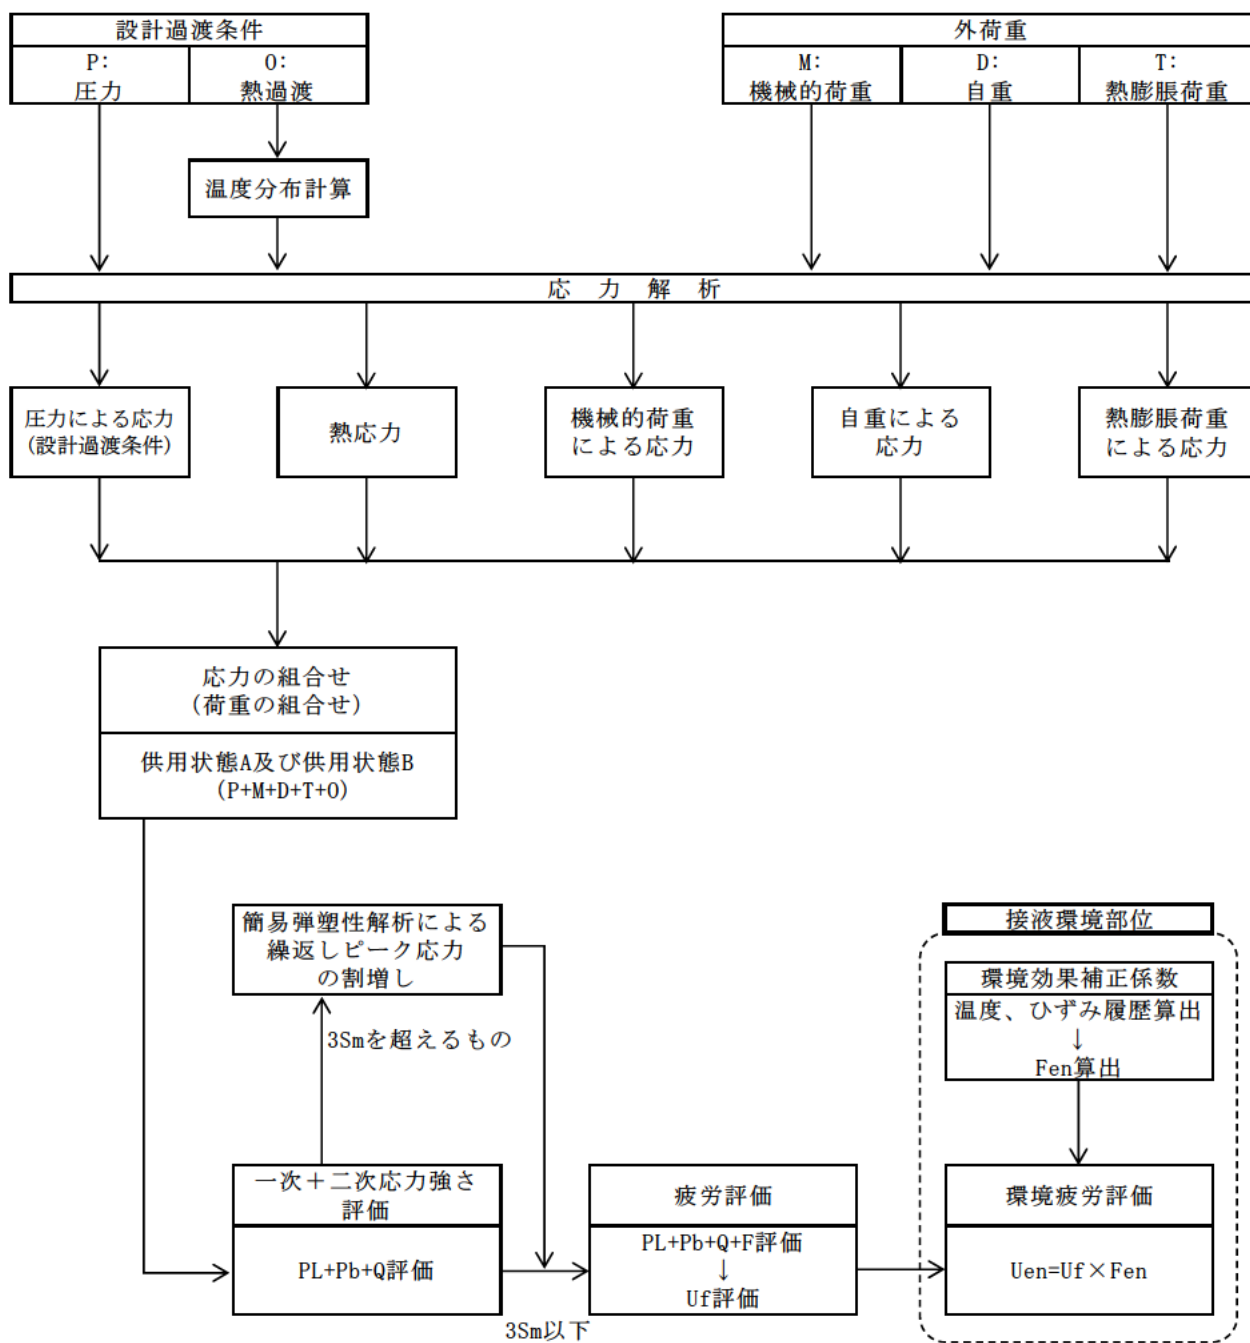 設計過渡条件
P:
圧力
O:
熱過渡
外荷重
M:
機械的荷重
D:
自重
T:
熱膨脹荷重
温度分布計算
応 力 解 析
圧力による応力
(設計過渡条件)
熱応力
機械的荷重
による応力
自重による
応力
熱膨脹荷重
による応力
応力の組合せ
(荷重の組合せ)
供用状態A及び供用状態B
(P+M+D+T+O)
簡易弾塑性解析による
繰返しピーク応力
の割増し
3Smを超えるもの
接液環境部位
環境効果補正係数
温度、ひずみ履歴算出
↓
Fen算出
一次＋二次応力強さ
評価
PL+Pb+Q評価
3Sm以下
疲労評価
PL+Pb+Q+F評価
↓
Uf評価
環境疲労評価
Uen=Uf×Fen